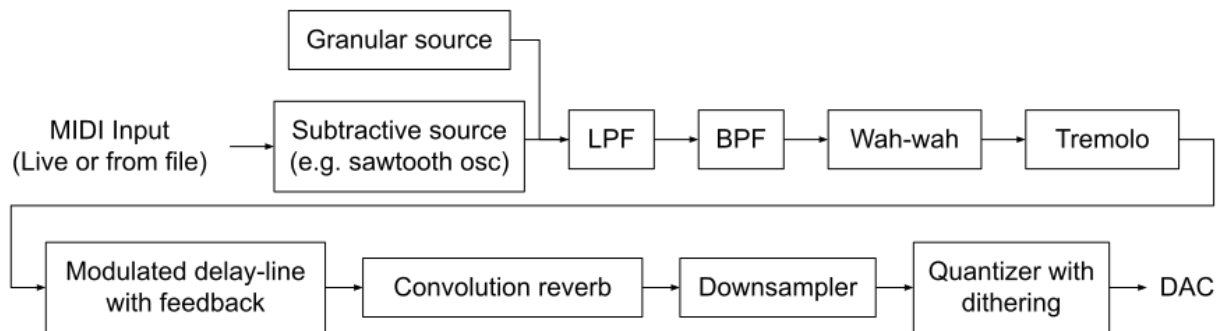 Granular source
MIDI Input
(Live or from file)
Subtractive source
(e.g. sawtooth osc)
LPF
BPF
Wah-wah
Tremolo
Modulated delay-line
with feedback
Convolution reverb
Downsampler
Quantizer with
dithering
DAC